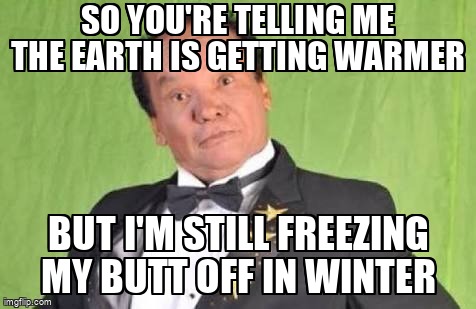 SO YOU'RE TELLING ME
THE EARTH IS GETTING WARMER
BUT I'M STILL FREEZING
MY BUTT OFF IN WINTER
imgflip.com